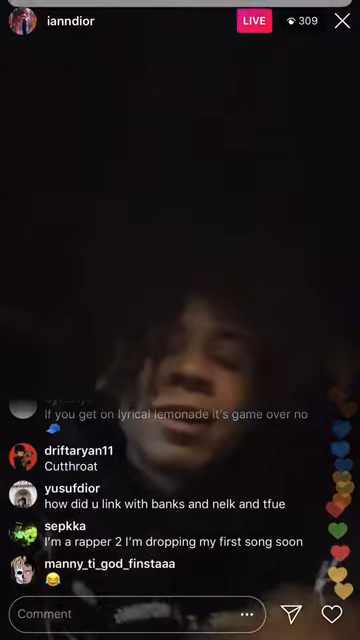 ianndior
LIVE
309
If you get on lyrical lemonade it's game over no
🧢
driftaryan11
Cutthroat
yusufdior
how did u link with banks and nelk and tfue
sepkka
I'm a rapper 2 I'm dropping my first song soon
manny_ti_god_finstaaa
😂
Comment